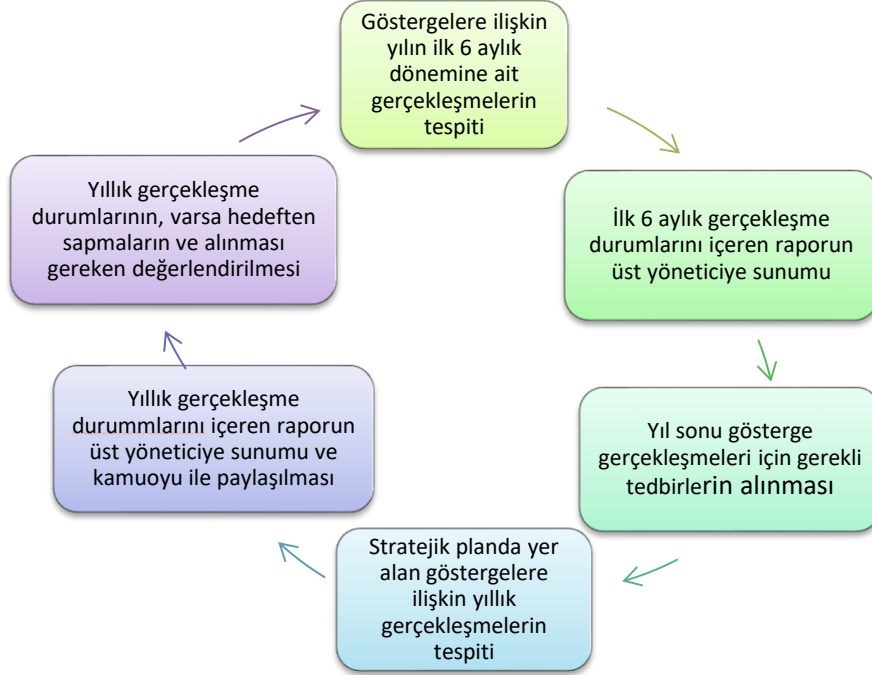 Göstergelere ilişkin
yılın ilk 6 aylık
dönemine ait
gerçekleşmelerin
tespiti
İlk 6 aylık gerçekleşme
durumlarını içeren raporun
üst yöneticiye sunumu
Yıl sonu gösterge
gerçekleşmeleri için gerekli
tedbirlerin alınması
Stratejik planda yer
alan göstergelere
ilişkin yıllık
gerçekleşmelerin
tespiti
Yıllık gerçekleşme
durummlarını içeren raporun
üst yöneticiye sunumu ve
kamuoyu ile paylaşılması
Yıllık gerçekleşme
durumlarının, varsa hedeften
sapmaların ve alınması
gereken değerlendirilmesi